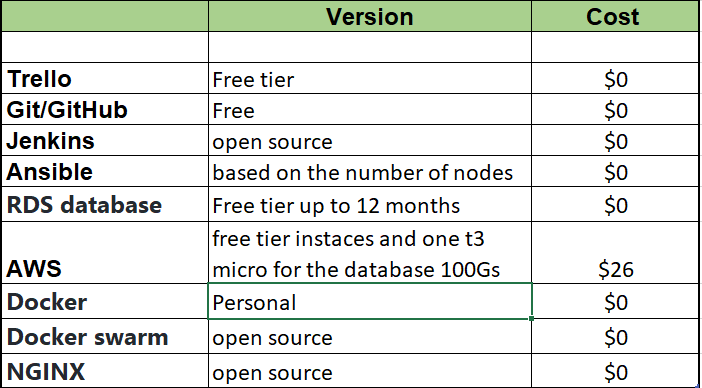 Version Cost
Trello Free tier $0
Git/GitHub Free $0
Jenkins open source $0
Ansible based on the number of nodes $0
RDS database Free tier up to 12 months $0
free tier instaces and one t3
AWS micro for the database 100Gs $26
Docker Personal $0
Docker swarm open source $0
NGINX open source $0